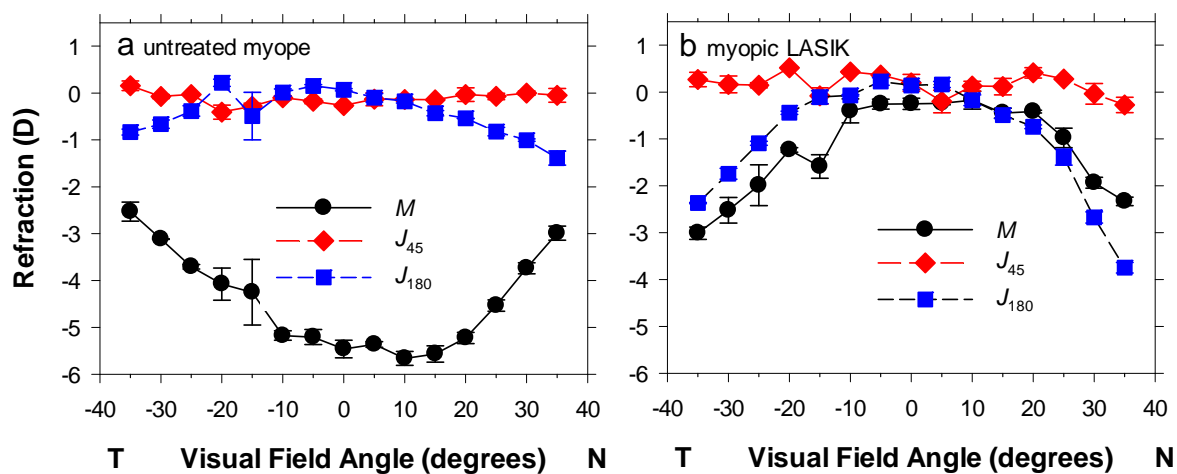 a untreated myope
b myopic LASIK
Refraction (D)
1
0
-1
-2
-3
-4
-5
-6
M
J45
J180
-40 -30 -20 -10 0 10 20 30 40
T Visual Field Angle (degrees) N
1
0
-1
-2
-3
-4
-5
-6
M
J45
J180
-40 -30 -20 -10 0 10 20 30 40
T Visual Field Angle (degrees) N